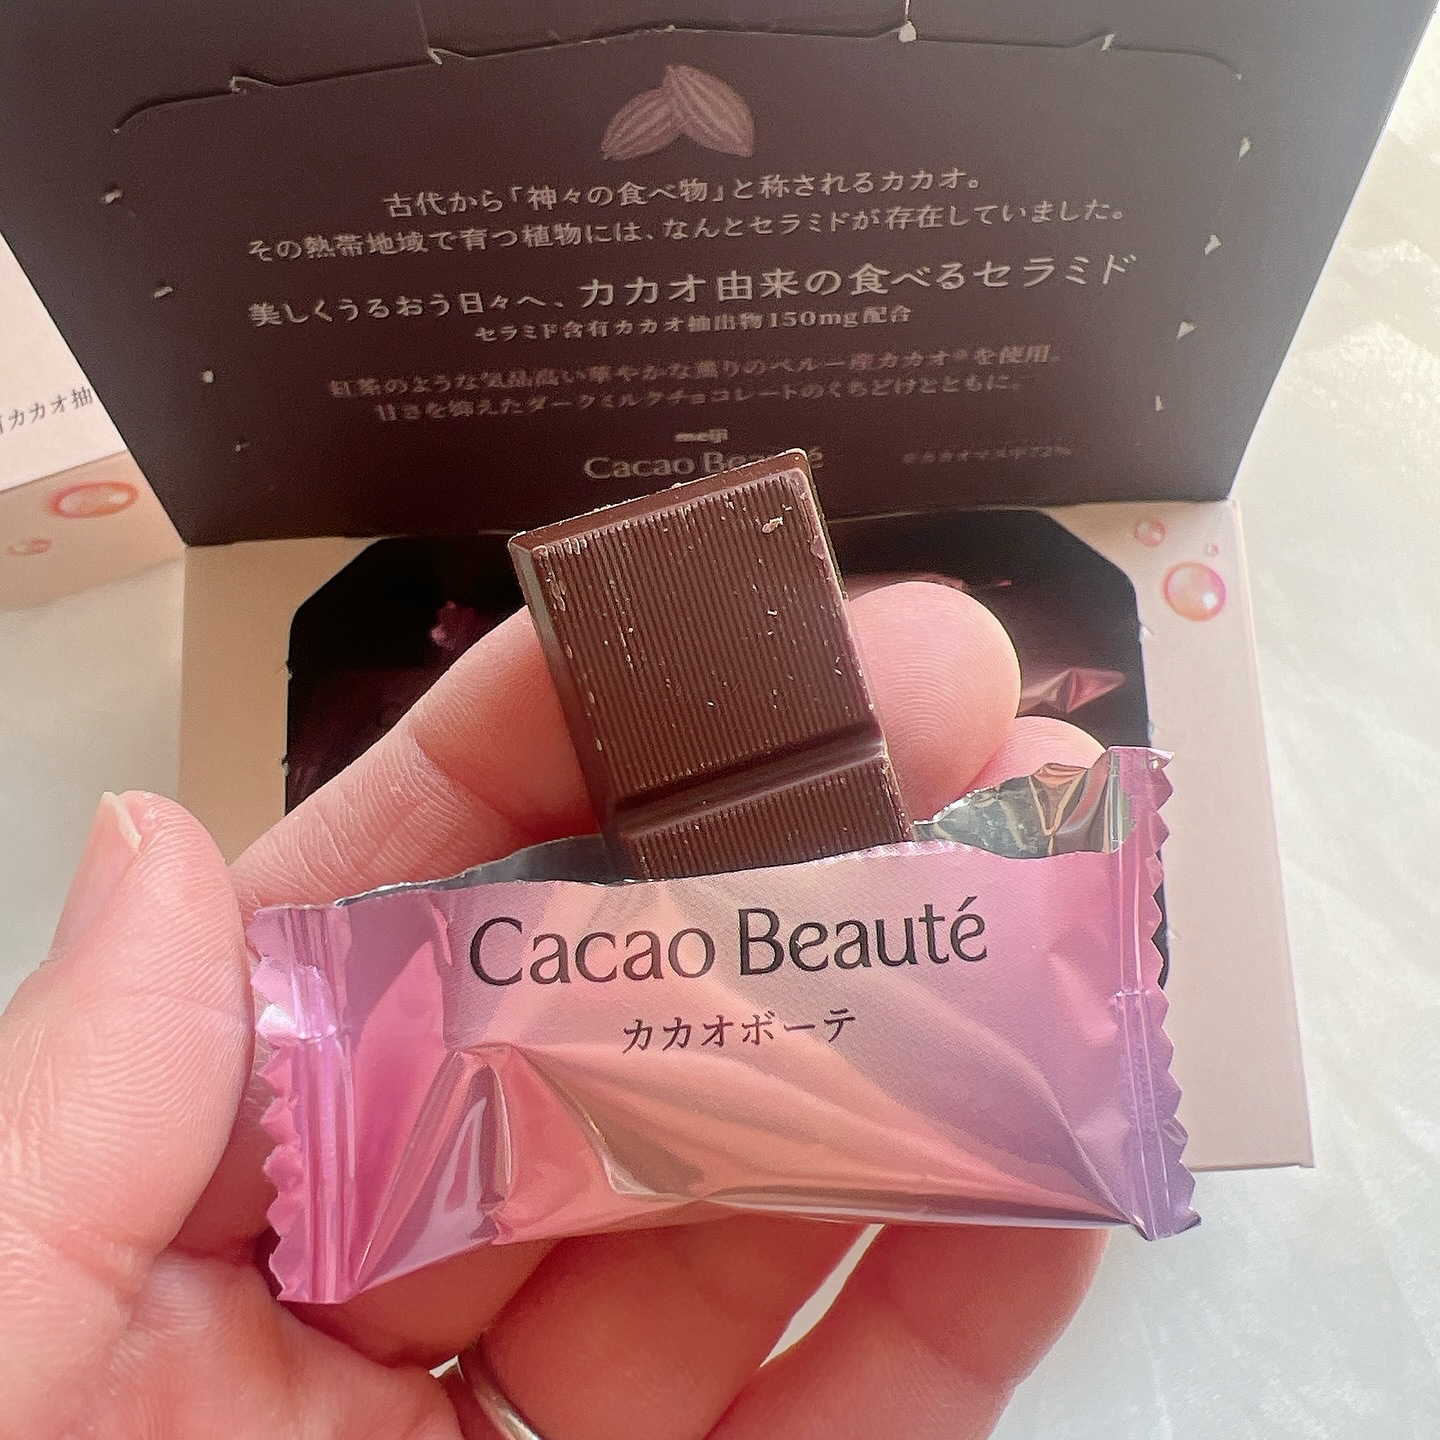 古代から「神々の食べ物」と称されるカカオ。
その熱帯地域で育つ植物には、なんとセラミドが存在していました。
美しくうるおう日々へ、カカオ由来の食べるセラミド
セラミド含有カカオ抽出物150mg配合
紅茶のような気品高い華やかな薫りのペルー産カカオ※を使用。
甘さを抑えたダークミルクチョコレートのくちどけとともに。
meiji
Cacao Beauté
カカオ抽
Cacao Beauté
カカオボーテ